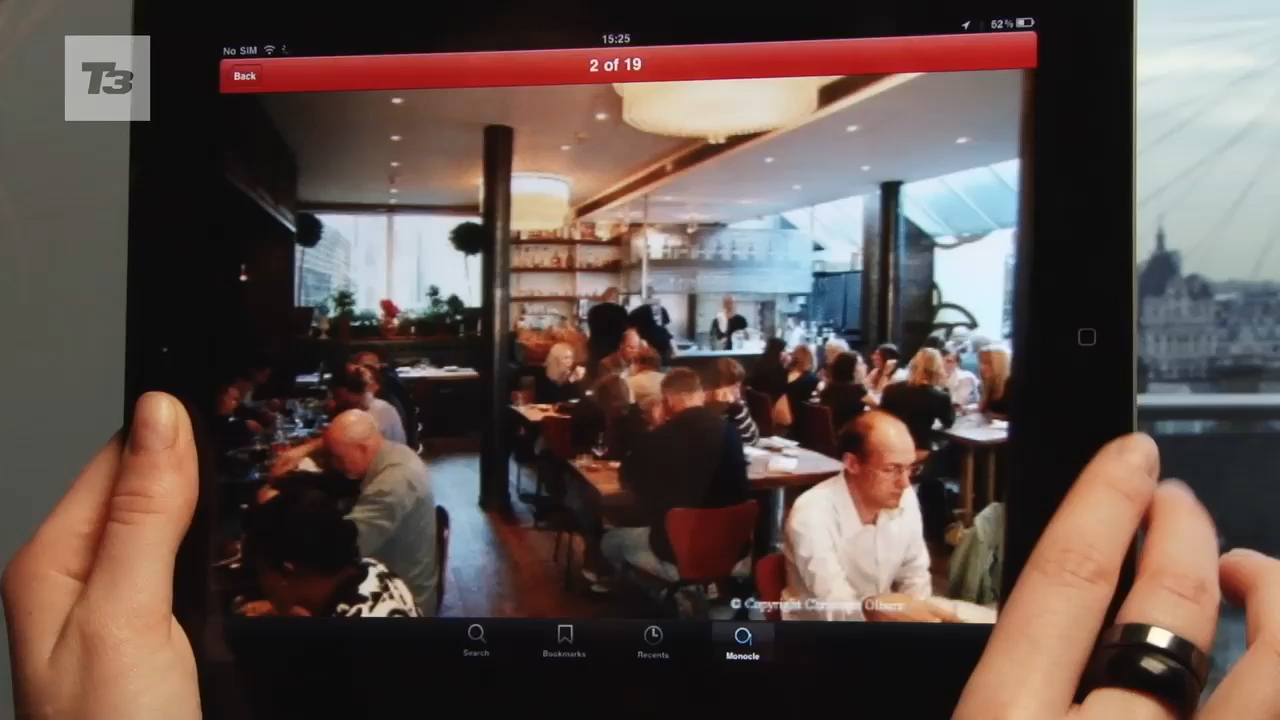 T3
No SIM
15:25
52%
Back
2 of 19
© Copyright
Search
Bookmarks
Recents
Monocle